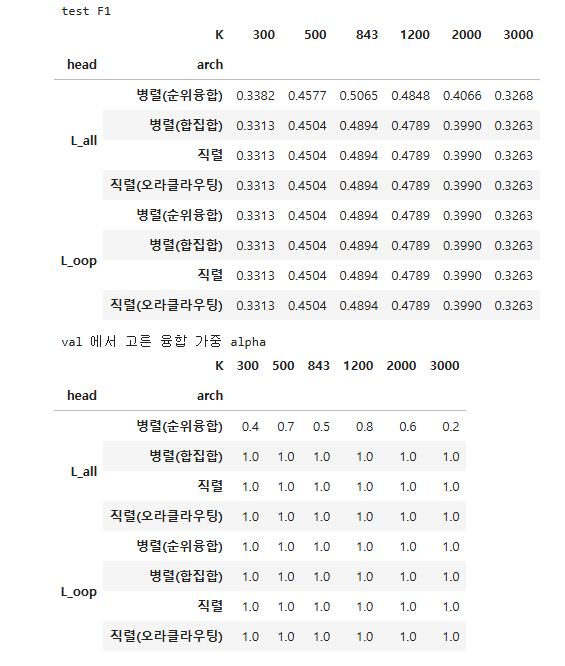 test F1
K 300 500 843 1200 2000 3000
head arch
L_all 병렬(순위융합) 0.3382 0.4577 0.5065 0.4848 0.4066 0.3268
병렬(합집합) 0.3313 0.4504 0.4894 0.4789 0.3990 0.3263
직렬 0.3313 0.4504 0.4894 0.4789 0.3990 0.3263
직렬(오라클라우팅) 0.3313 0.4504 0.4894 0.4789 0.3990 0.3263
L_oop 병렬(순위융합) 0.3313 0.4504 0.4894 0.4789 0.3990 0.3263
병렬(합집합) 0.3313 0.4504 0.4894 0.4789 0.3990 0.3263
직렬 0.3313 0.4504 0.4894 0.4789 0.3990 0.3263
직렬(오라클라우팅) 0.3313 0.4504 0.4894 0.4789 0.3990 0.3263
val 에서 고른 융합 가중 alpha
K 300 500 843 1200 2000 3000
head arch
L_all 병렬(순위융합) 0.4 0.7 0.5 0.8 0.6 0.2
병렬(합집합) 1.0 1.0 1.0 1.0 1.0 1.0
직렬 1.0 1.0 1.0 1.0 1.0 1.0
직렬(오라클라우팅) 1.0 1.0 1.0 1.0 1.0 1.0
L_oop 병렬(순위융합) 1.0 1.0 1.0 1.0 1.0 1.0
병렬(합집합) 1.0 1.0 1.0 1.0 1.0 1.0
직렬 1.0 1.0 1.0 1.0 1.0 1.0
직렬(오라클라우팅) 1.0 1.0 1.0 1.0 1.0 1.0